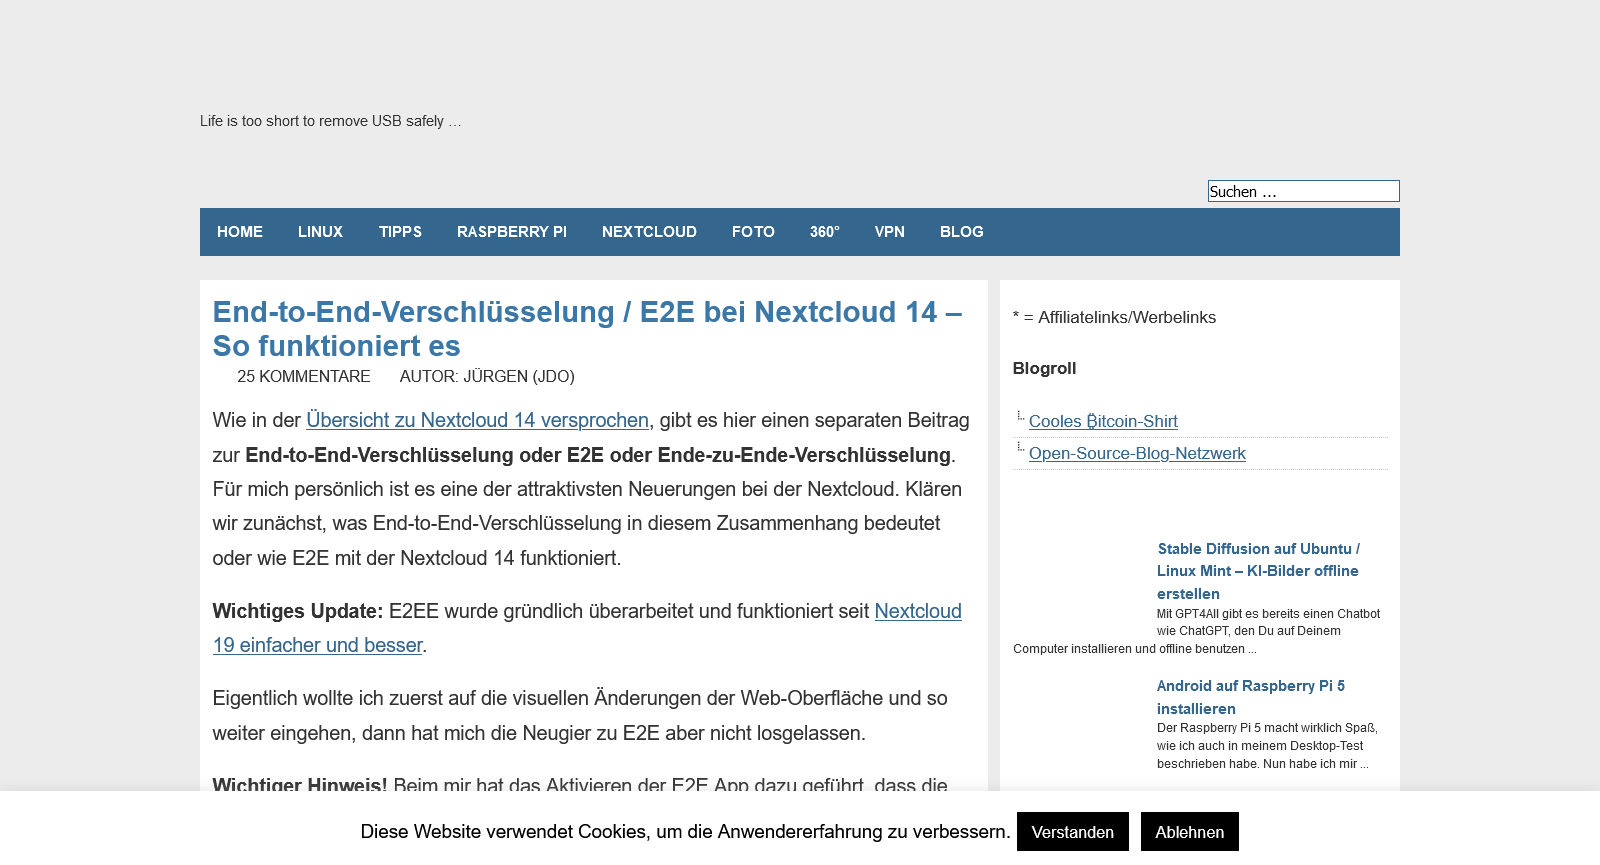 Life is too short to remove USB safely …
Suchen …
HOME LINUX TIPPS RASPBERRY PI NEXTCLOUD FOTO 360° VPN BLOG
End-to-End-Verschlüsselung / E2E bei Nextcloud 14 –
So funktioniert es
25 KOMMENTARE AUTOR: JÜRGEN (JDO)
Wie in der Übersicht zu Nextcloud 14 versprochen, gibt es hier einen separaten Beitrag
zur End-to-End-Verschlüsselung oder E2E oder Ende-zu-Ende-Verschlüsselung.
Für mich persönlich ist es eine der attraktivsten Neuerungen bei der Nextcloud. Klären
wir zunächst, was End-to-End-Verschlüsselung in diesem Zusammenhang bedeutet
oder wie E2E mit der Nextcloud 14 funktioniert.
Wichtiges Update: E2EE wurde gründlich überarbeitet und funktioniert seit Nextcloud
19 einfacher und besser.
Eigentlich wollte ich zuerst auf die visuellen Änderungen der Web-Oberfläche und so
weiter eingehen, dann hat mich die Neugier zu E2E aber nicht losgelassen.
Wichtiger Hinweis! Beim mir hat das Aktivieren der E2E App dazu geführt, dass die
* = Affiliatelinks/Werbelinks
Blogroll
Cooles ₿itcoin-Shirt
Open-Source-Blog-Netzwerk
Stable Diffusion auf Ubuntu /
Linux Mint – KI-Bilder offline
erstellen
Mit GPT4All gibt es bereits einen Chatbot
wie ChatGPT, den Du auf Deinem
Computer installieren und offline benutzen ...
Android auf Raspberry Pi 5
installieren
Der Raspberry Pi 5 macht wirklich Spaß,
wie ich auch in meinem Desktop-Test
beschrieben habe. Nun habe ich mir ...
Diese Website verwendet Cookies, um die Anwendererfahrung zu verbessern. Verstanden Ablehnen